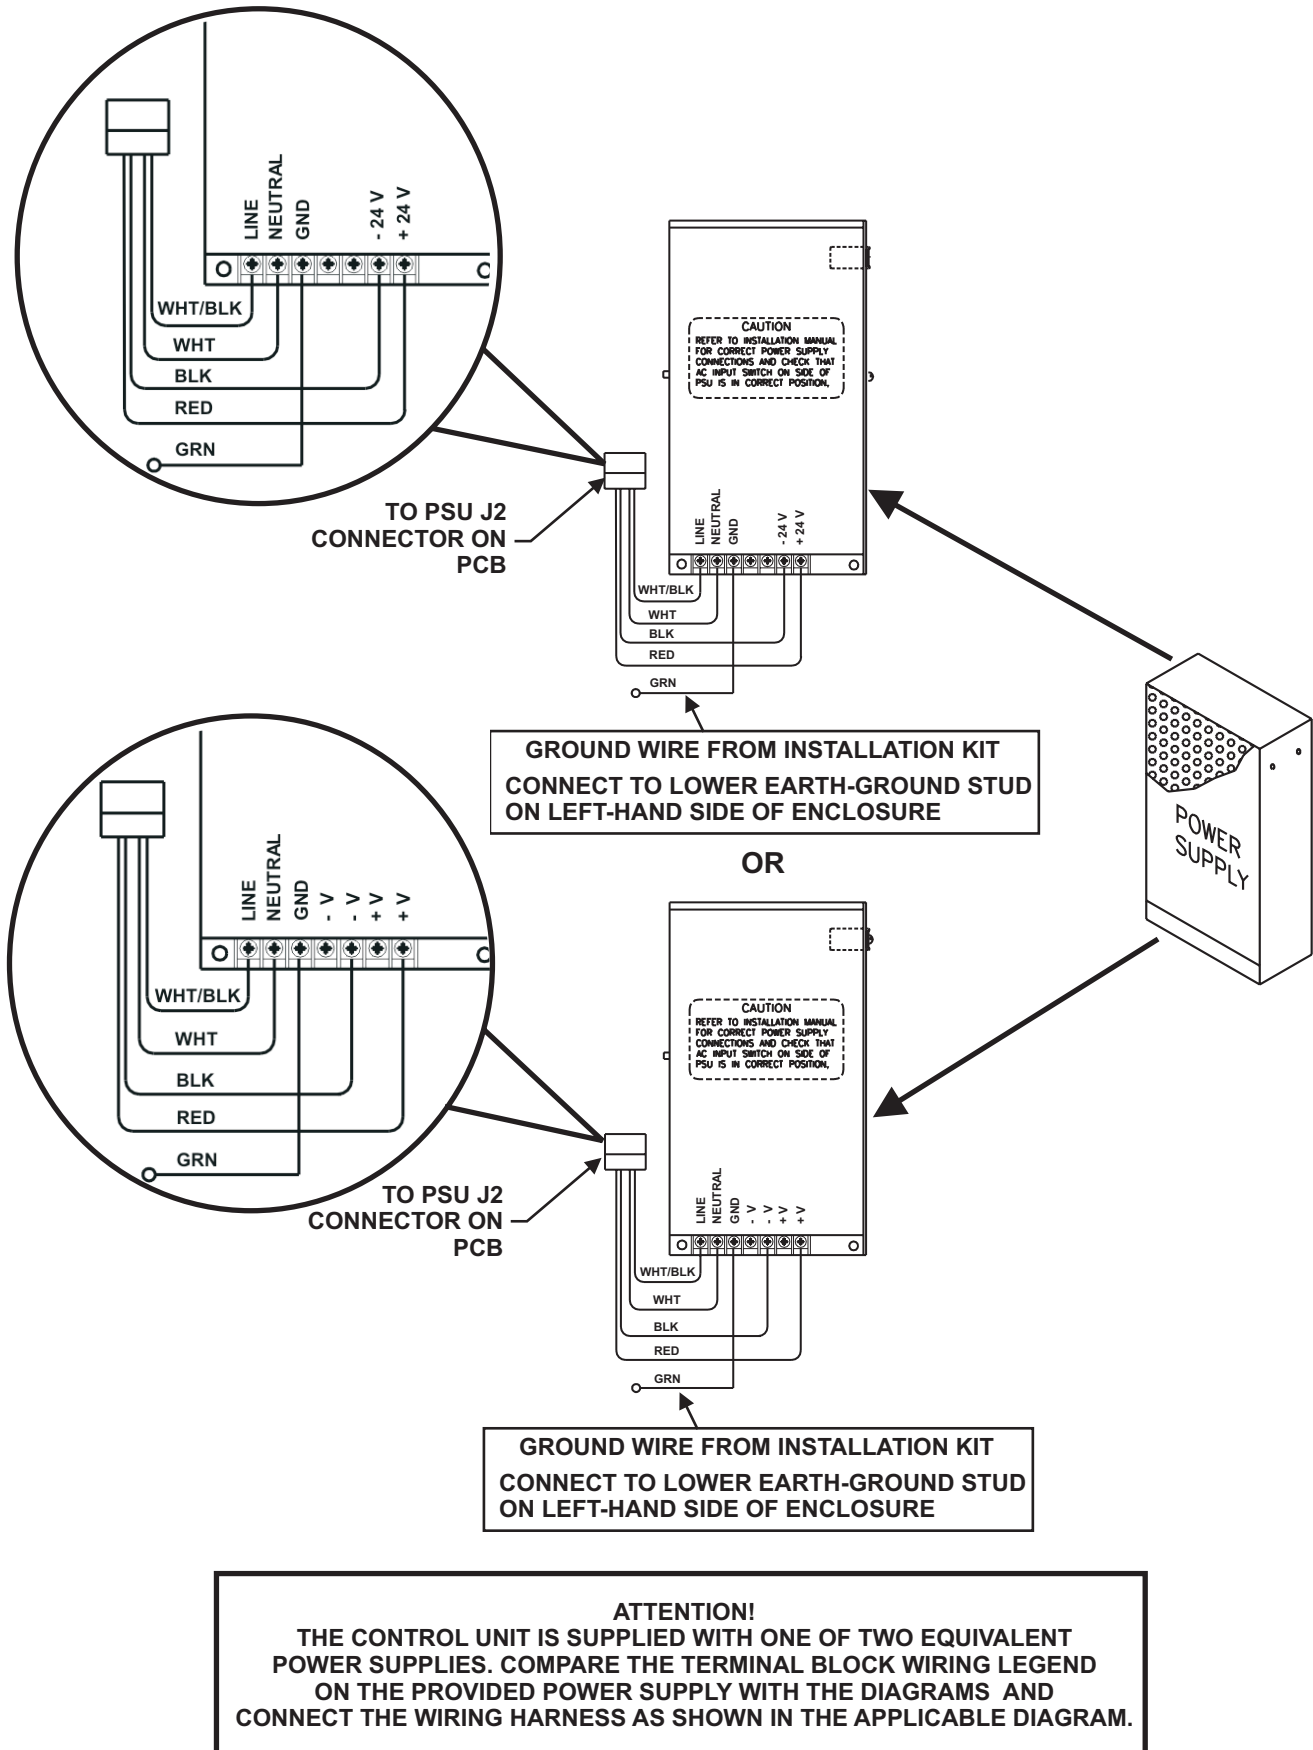 LINE
NEUTRAL
GND
- 24 V
+ 24 V
WHT/BLK
WHT
BLK
RED
GRN
CAUTION
REFER TO INSTALLATION MANUAL
FOR CORRECT POWER SUPPLY
CONNECTIONS AND CHECK THAT
AC INPUT SWITCH ON SIDE OF
PSU IS IN CORRECT POSITION.
TO PSU J2
CONNECTOR ON
PCB
LINE
NEUTRAL
GND
- 24 V
+ 24 V
WHT/BLK
WHT
BLK
RED
GRN
GROUND WIRE FROM INSTALLATION KIT
CONNECT TO LOWER EARTH-GROUND STUD
ON LEFT-HAND SIDE OF ENCLOSURE
POWER
SUPPLY
OR
LINE
NEUTRAL
GND
- V
- V
+ V
+ V
WHT/BLK
WHT
BLK
RED
GRN
CAUTION
REFER TO INSTALLATION MANUAL
FOR CORRECT POWER SUPPLY
CONNECTIONS AND CHECK THAT
AC INPUT SWITCH ON SIDE OF
PSU IS IN CORRECT POSITION.
TO PSU J2
CONNECTOR ON
PCB
LINE
NEUTRAL
GND
- V
- V
+ V
+ V
WHT/BLK
WHT
BLK
RED
GRN
GROUND WIRE FROM INSTALLATION KIT
CONNECT TO LOWER EARTH-GROUND STUD
ON LEFT-HAND SIDE OF ENCLOSURE
ATTENTION!
THE CONTROL UNIT IS SUPPLIED WITH ONE OF TWO EQUIVALENT
POWER SUPPLIES. COMPARE THE TERMINAL BLOCK WIRING LEGEND
ON THE PROVIDED POWER SUPPLY WITH THE DIAGRAMS AND
CONNECT THE WIRING HARNESS AS SHOWN IN THE APPLICABLE DIAGRAM.